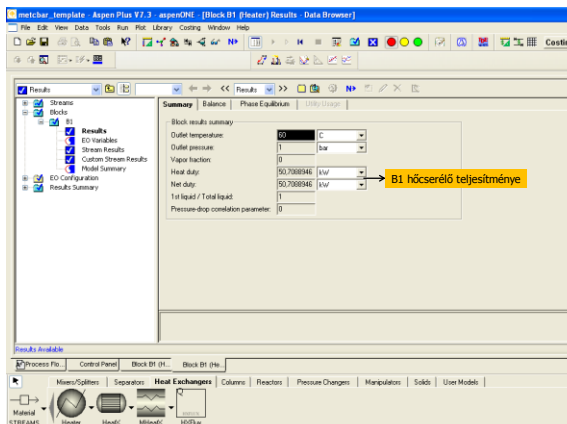 metcbar_template - Aspen Plus V7.3 - aspenONE - [Block B1 (Heater) Results - Data Browser]
File Edit View Data Tools Run Plot Library Costing Window Help
Costin
Results
Results
Streams
Blocks
B1
Results
EO Variables
Stream Results
Custom Stream Results
Model Summary
EO Configuration
Results Summary
Summary Balance Phase Equilibrium Utility Usage
Block results summary
Outlet temperature: 60 C
Outlet pressure: 1 bar
Vapor fraction: 0
Heat duty: 50,7088946 kW
Net duty: 50,7088946 kW
1st liquid / Total liquid: 1
Pressure-drop correlation parameter: 0
B1 hőcserélő teljesítménye
Results Available
Process Flo... Control Panel Block B1 (H... Block B1 (He...
Mixers/Splitters Separators Heat Exchangers Columns Reactors Pressure Changers Manipulators Solids User Models
Material
STREAMS Heater HeatX MHeatX HXFlux